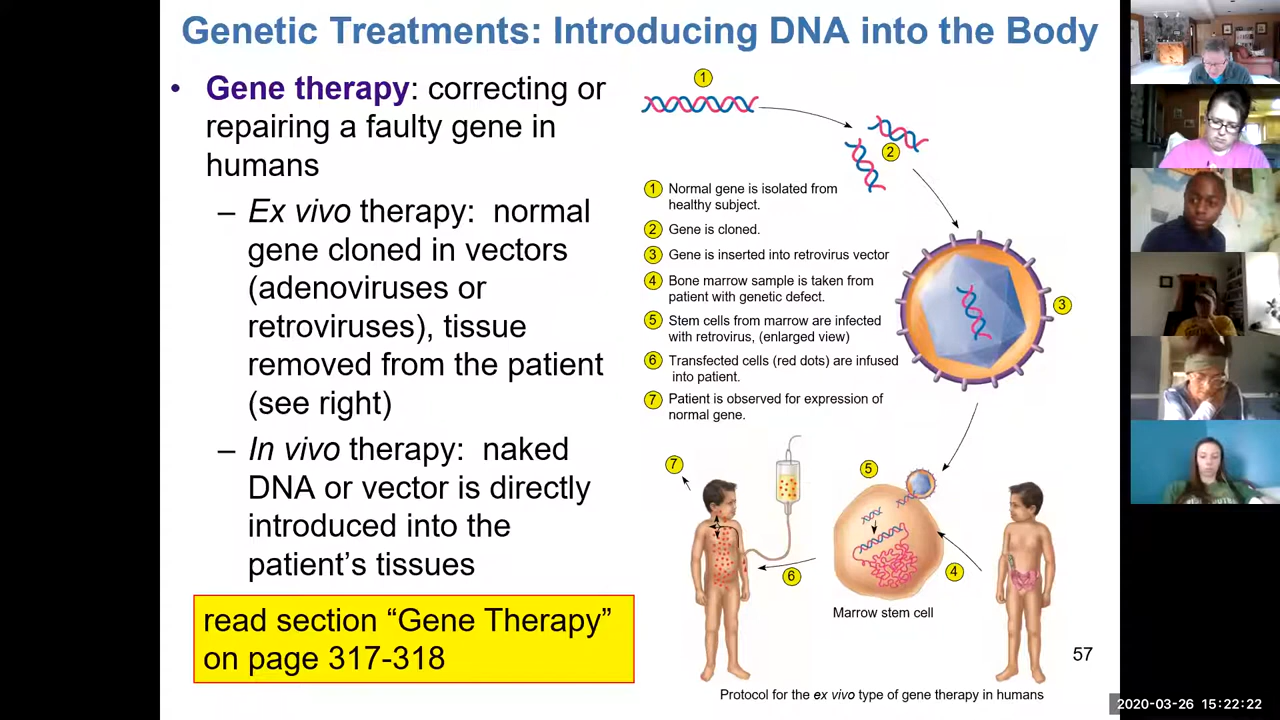 Genetic Treatments: Introducing DNA into the Body
• Gene therapy: correcting or
repairing a faulty gene in
humans
– Ex vivo therapy: normal
gene cloned in vectors
(adenoviruses or
retroviruses), tissue
removed from the patient
(see right)
– In vivo therapy: naked
DNA or vector is directly
introduced into the
patient’s tissues
read section “Gene Therapy”
on page 317-318
1
2
1 Normal gene is isolated from
healthy subject.
2 Gene is cloned.
3 Gene is inserted into retrovirus vector
4 Bone marrow sample is taken from
patient with genetic defect.
5 Stem cells from marrow are infected
with retrovirus, (enlarged view)
6 Transfected cells (red dots) are infused
into patient.
7 Patient is observed for expression of
normal gene.
3
7
5
6
4
Marrow stem cell
57
Protocol for the ex vivo type of gene therapy in humans
2020-03-26 15:22:22